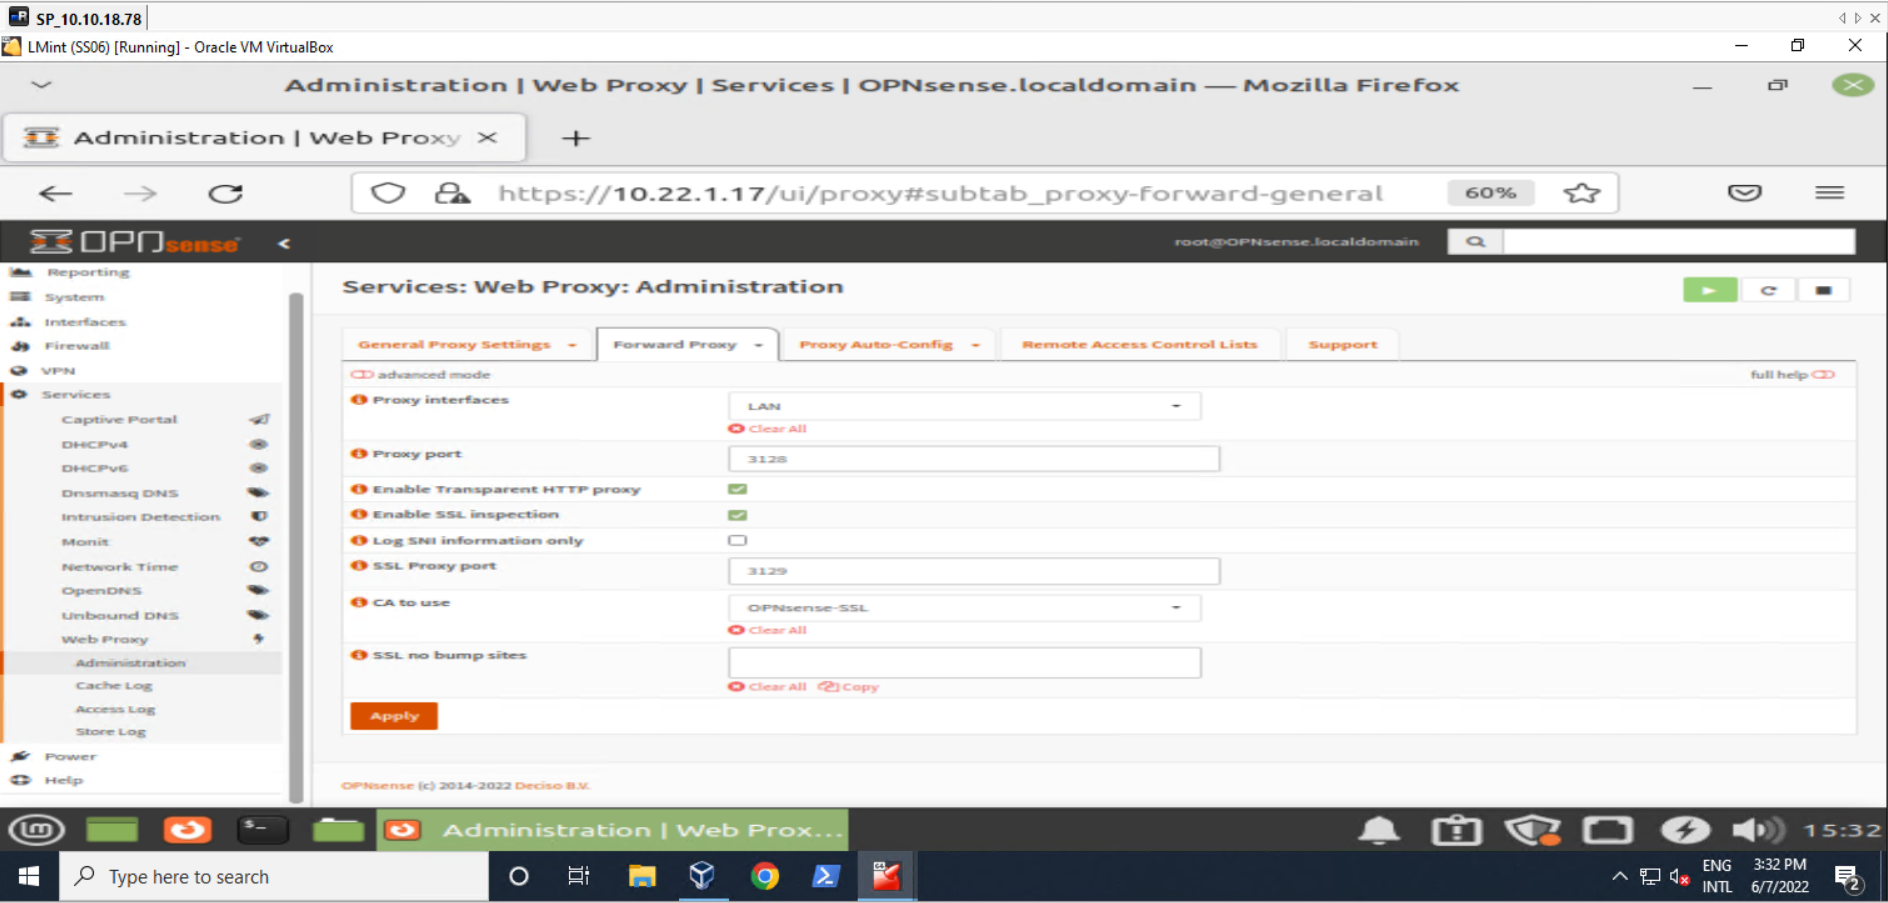 SP_10.10.18.78
LMint (SS06) [Running] - Oracle VM VirtualBox
Administration | Web Proxy | Services | OPNsense.localdomain — Mozilla Firefox
Administration | Web Proxy
https://10.22.1.17/ui/proxy#subtab_proxy-forward-general
60%
OPNsense
root@OPNsense.localdomain
Reporting
System
Interfaces
Firewall
VPN
Services
Captive Portal
DHCPv4
DHCPv6
Dnsmasq DNS
Intrusion Detection
Monit
Network Time
OpenDNS
Unbound DNS
Web Proxy
Administration
Cache Log
Access Log
Store Log
Power
Help
Services: Web Proxy: Administration
General Proxy Settings
Forward Proxy
Proxy Auto-Config
Remote Access Control Lists
Support
advanced mode
full help
Proxy interfaces
LAN
Clear All
Proxy port
3128
Enable Transparent HTTP proxy
Enable SSL inspection
Log SNI information only
SSL Proxy port
3129
CA to use
OPNsense-SSL
Clear All
SSL no bump sites
Clear All Copy
Apply
OPNsense (c) 2014-2022 Deciso B.V.
Administration | Web Prox...
15:32
Type here to search
ENG
INTL
3:32 PM
6/7/2022
2